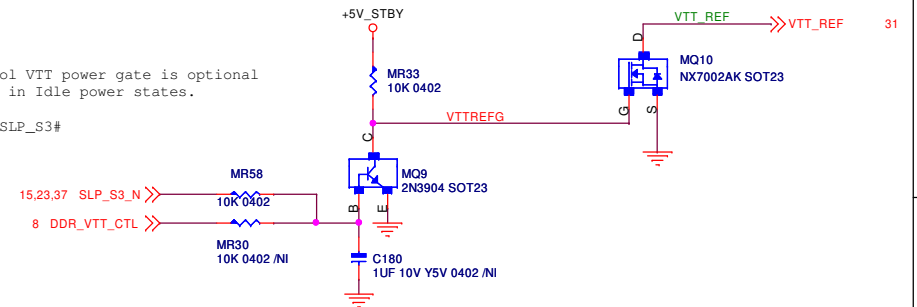 +5V_STBY
VTT_REF
VTT_REF 31
D
MQ10
NX7002AK SOT23
ol VTT power gate is optional
in Idle power states.
MR33
10K 0402
G
S
VTTREFG
SLP_S3#
C
MQ9
2N3904 SOT23
MR58
10K 0402
15,23,37 SLP_S3_N
B
E
8 DDR_VTT_CTL
MR30
10K 0402 /NI
C180
1UF 10V Y5V 0402 /NI